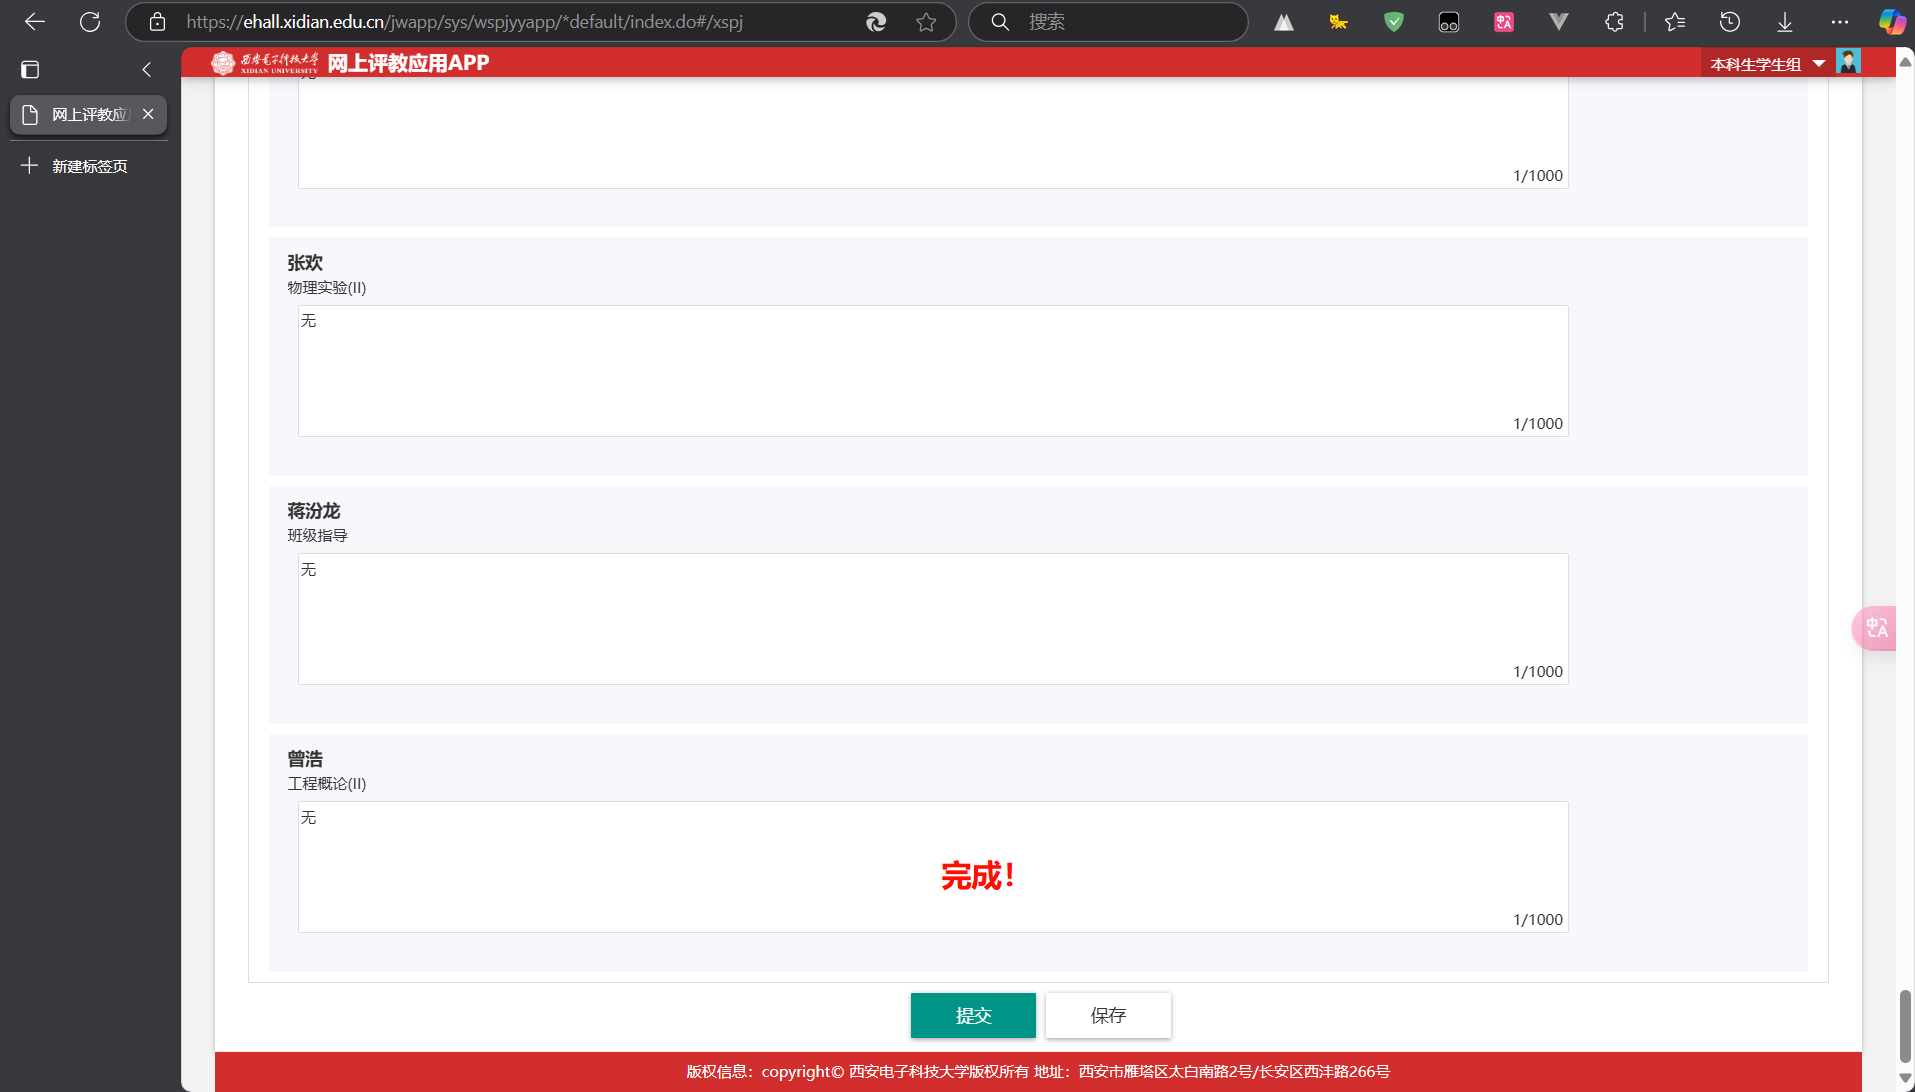 https://ehall.xidian.edu.cn/jwapp/sys/wspjyyapp/*default/index.do#/xspj
搜索
西安电子科技大学
XIDIAN UNIVERSITY
网上评教应用APP
本科生学生组
网上评教应
新建标签页
1/1000
张欢
物理实验(II)
无
1/1000
蒋汾龙
班级指导
无
1/1000
曾浩
工程概论(II)
无
完成！
1/1000
提交
保存
版权信息：copyright© 西安电子科技大学版权所有 地址：西安市雁塔区太白南路2号/长安区西沣路266号